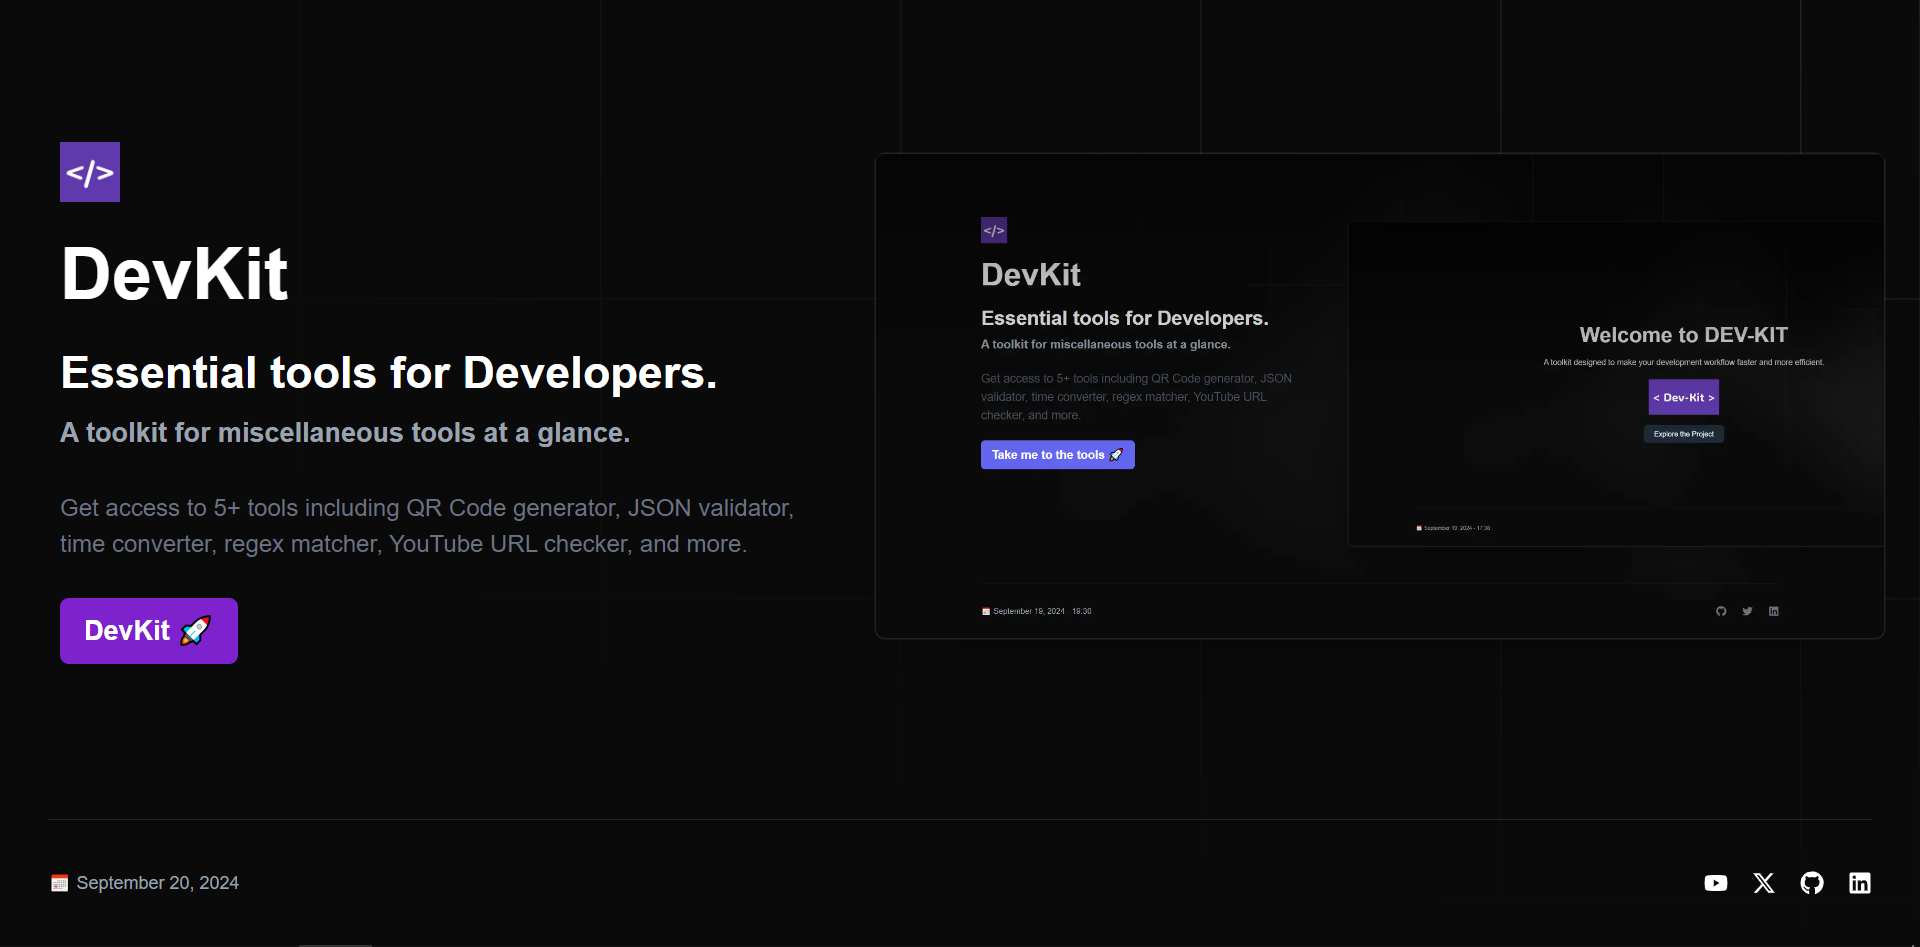 </>
DevKit
Essential tools for Developers.
A toolkit for miscellaneous tools at a glance.
Get access to 5+ tools including QR Code generator, JSON validator,
time converter, regex matcher, YouTube URL checker, and more.
DevKit 🚀
</>
DevKit
Essential tools for Developers.
A toolkit for miscellaneous tools at a glance.
Get access to 5+ tools including QR Code generator, JSON
validator, time converter, regex matcher, YouTube URL
checker, and more.
Take me to the tools 🚀
Welcome to DEV-KIT
A toolkit designed to make your development workflow faster and more efficient.
< Dev-Kit >
Explore the Project
September 19, 2024 - 17:30
September 19, 2024 · 19:30
September 20, 2024